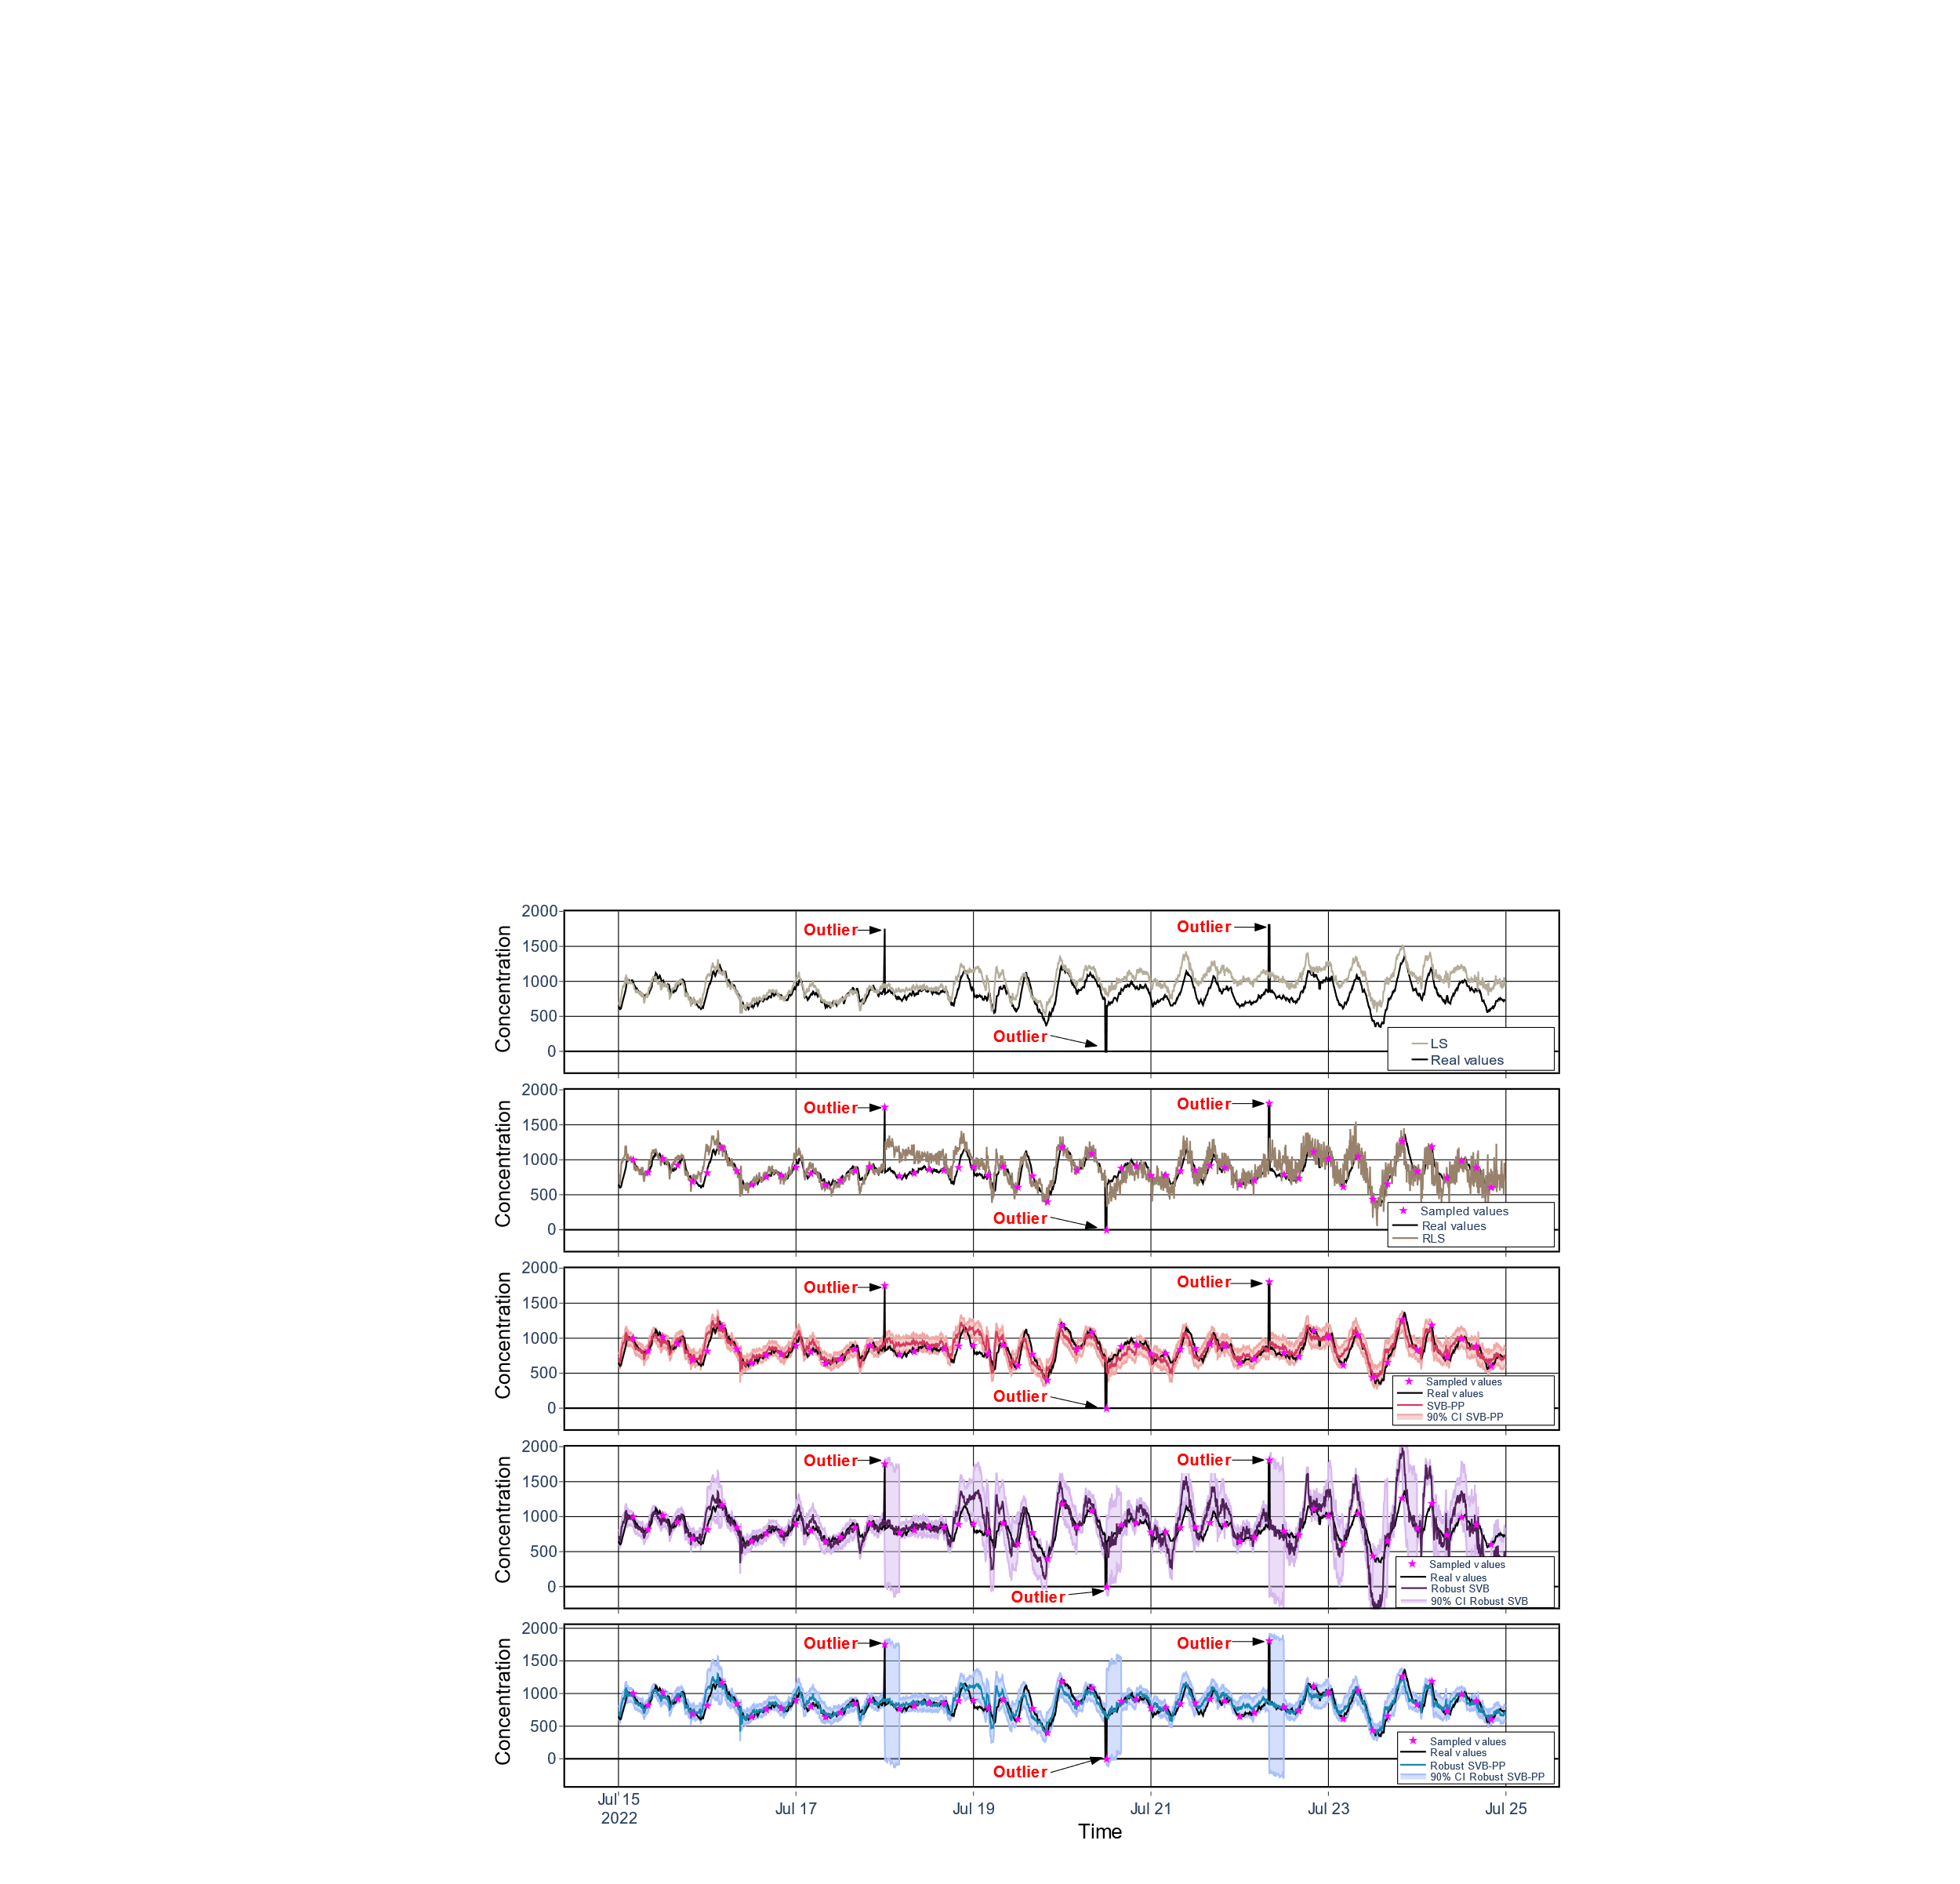 2000
1500
1000
500
0
Concentration
Outlier
Outlier
Outlier
LS
Real values
2000
1500
1000
500
0
Concentration
Outlier
Outlier
Outlier
Sampled values
Real values
RLS
2000
1500
1000
500
0
Concentration
Outlier
Outlier
Outlier
Sampled values
Real values
SVB-PP
90% CI SVB-PP
2000
1500
1000
500
0
Concentration
Outlier
Outlier
Outlier
Sampled values
Real values
Robust SVB
90% CI Robust SVB
2000
1500
1000
500
0
Concentration
Outlier
Outlier
Outlier
Sampled values
Real values
Robust SVB-PP
90% CI Robust SVB-PP
Jul 15 Jul 17 Jul 19 Jul 21 Jul 23 Jul 25
2022
Time